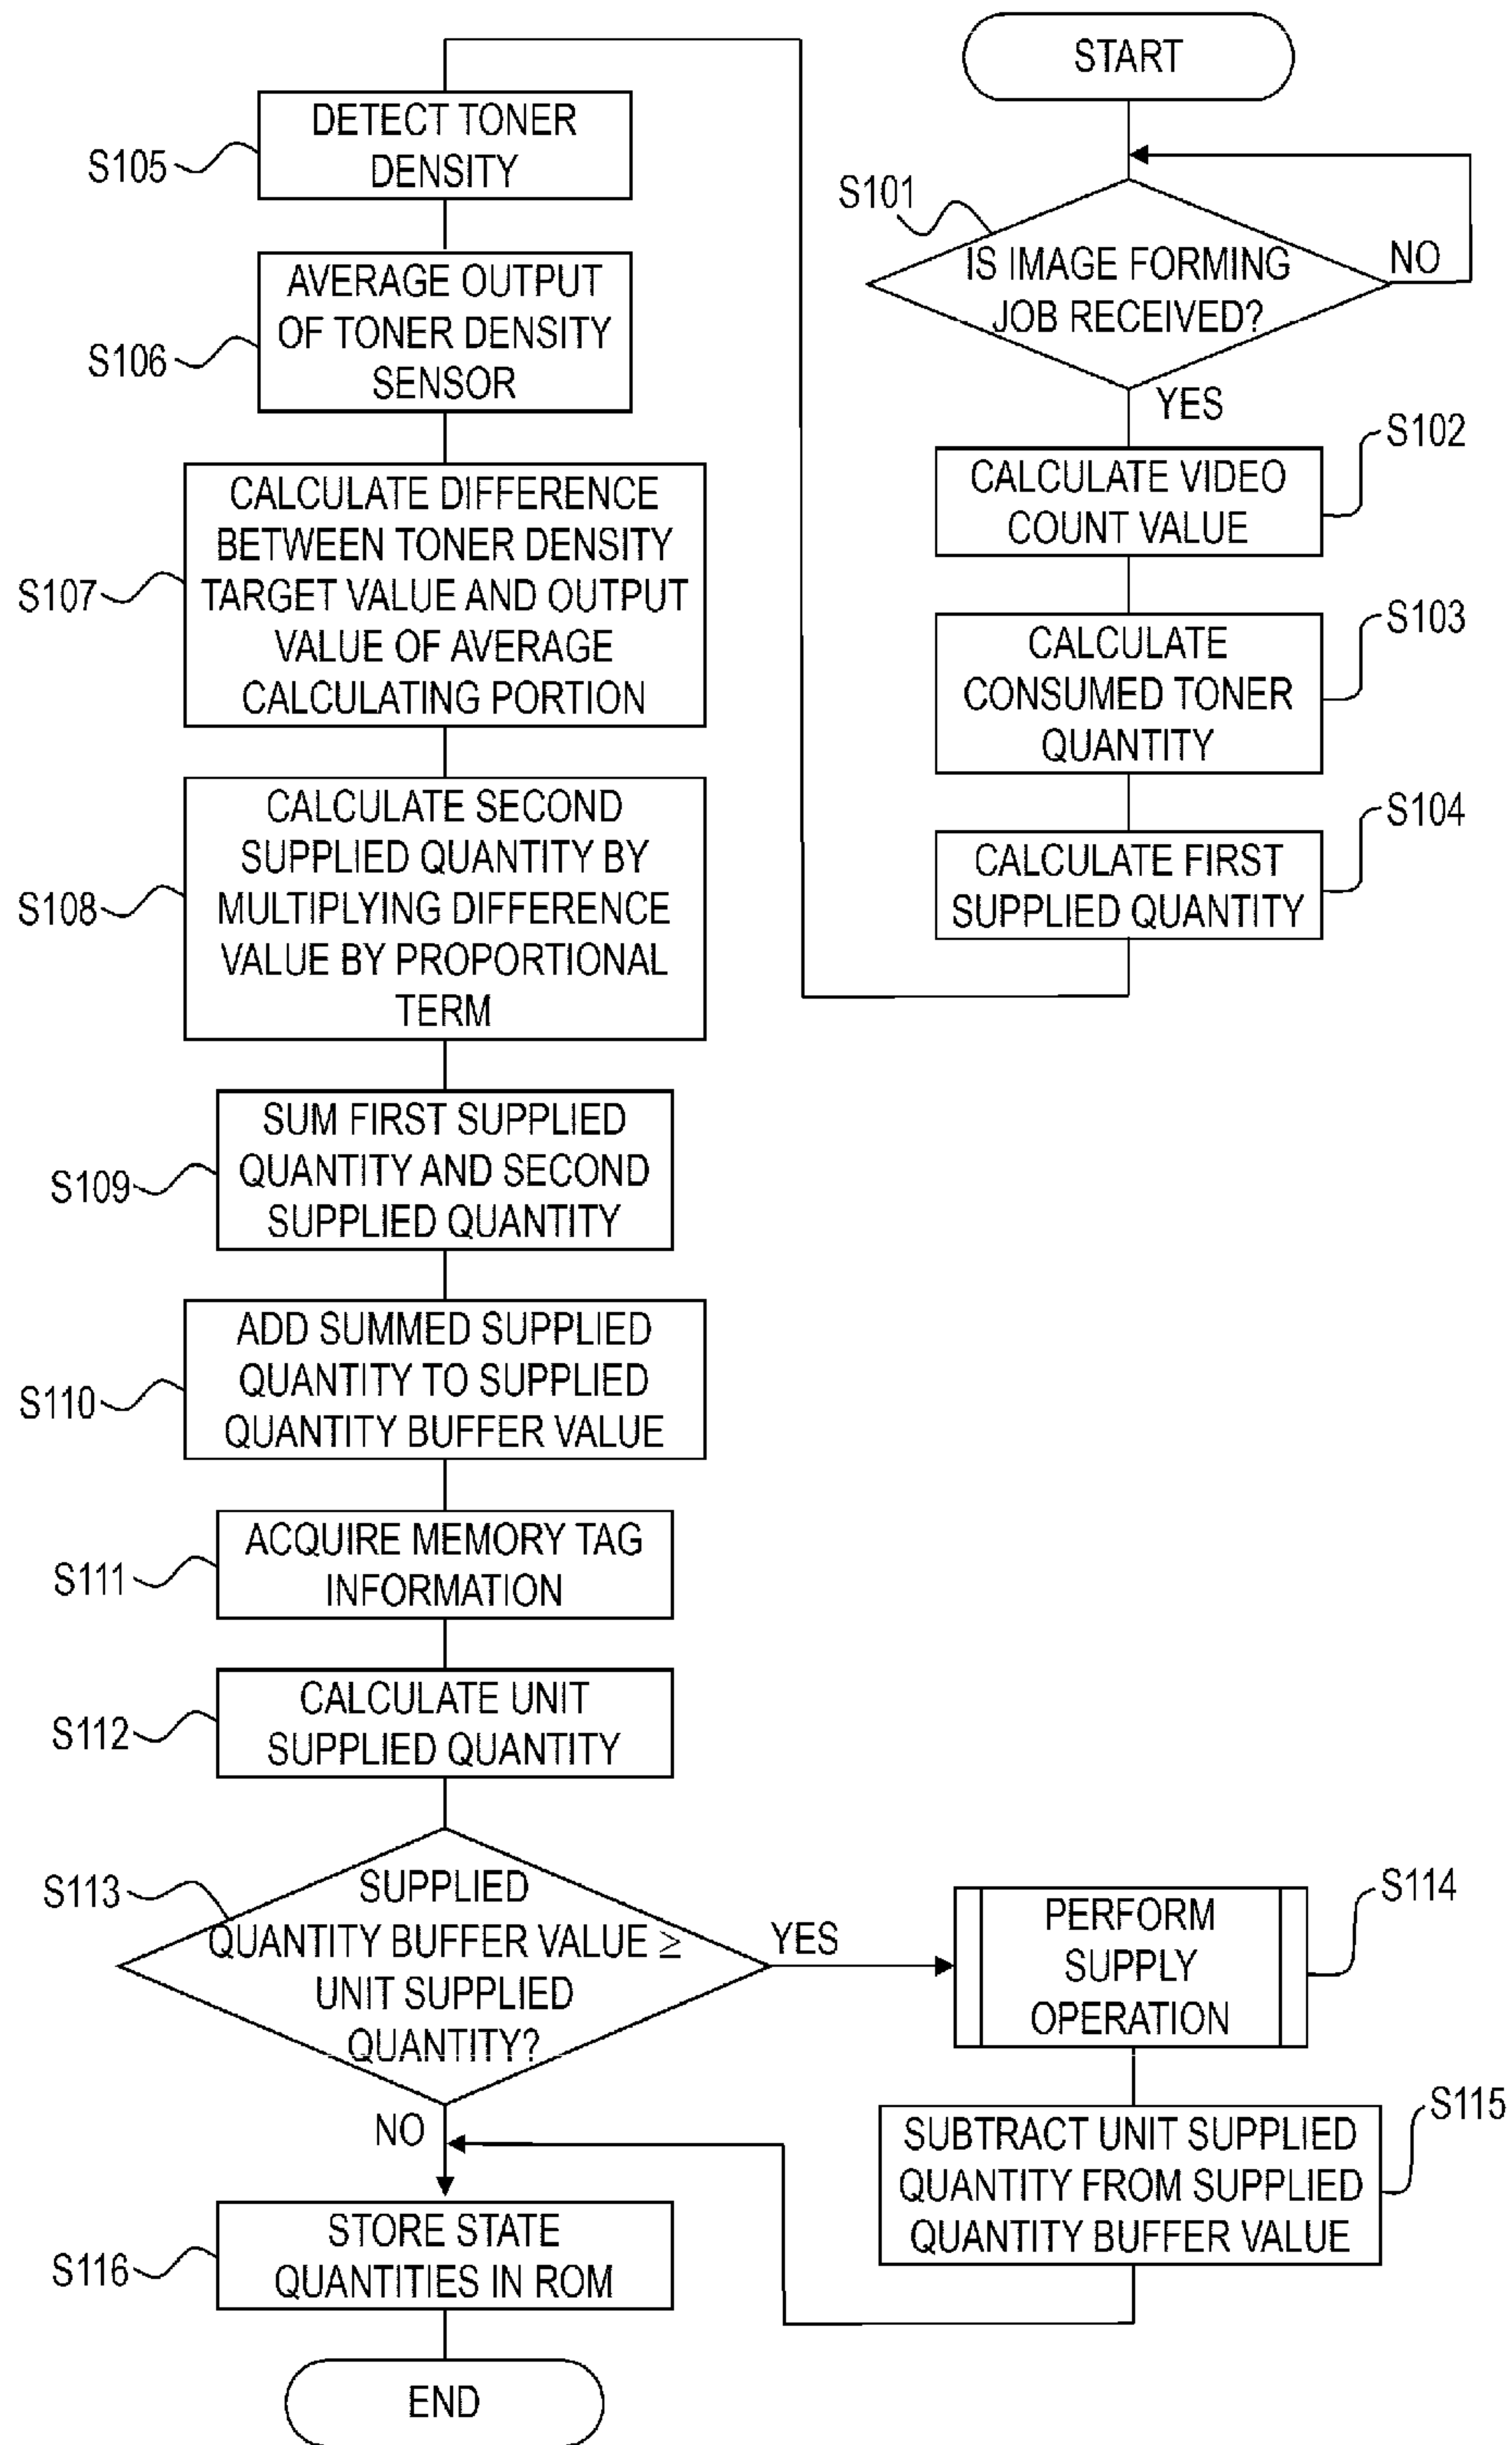 START
S101
IS IMAGE FORMING
JOB RECEIVED?
NO
YES
S102
CALCULATE VIDEO
COUNT VALUE
S103
CALCULATE
CONSUMED TONER
QUANTITY
S104
CALCULATE FIRST
SUPPLIED QUANTITY
S105
DETECT TONER
DENSITY
S106
AVERAGE OUTPUT
OF TONER DENSITY
SENSOR
S107
CALCULATE DIFFERENCE
BETWEEN TONER DENSITY
TARGET VALUE AND OUTPUT
VALUE OF AVERAGE
CALCULATING PORTION
S108
CALCULATE SECOND
SUPPLIED QUANTITY BY
MULTIPLYING DIFFERENCE
VALUE BY PROPORTIONAL
TERM
S109
SUM FIRST SUPPLIED
QUANTITY AND SECOND
SUPPLIED QUANTITY
S110
ADD SUMMED SUPPLIED
QUANTITY TO SUPPLIED
QUANTITY BUFFER VALUE
S111
ACQUIRE MEMORY TAG
INFORMATION
S112
CALCULATE UNIT
SUPPLIED QUANTITY
S113
SUPPLIED
QUANTITY BUFFER VALUE ≥
UNIT SUPPLIED
QUANTITY?
YES
NO
S114
PERFORM
SUPPLY
OPERATION
S115
SUBTRACT UNIT SUPPLIED
QUANTITY FROM SUPPLIED
QUANTITY BUFFER VALUE
S116
STORE STATE
QUANTITIES IN ROM
END